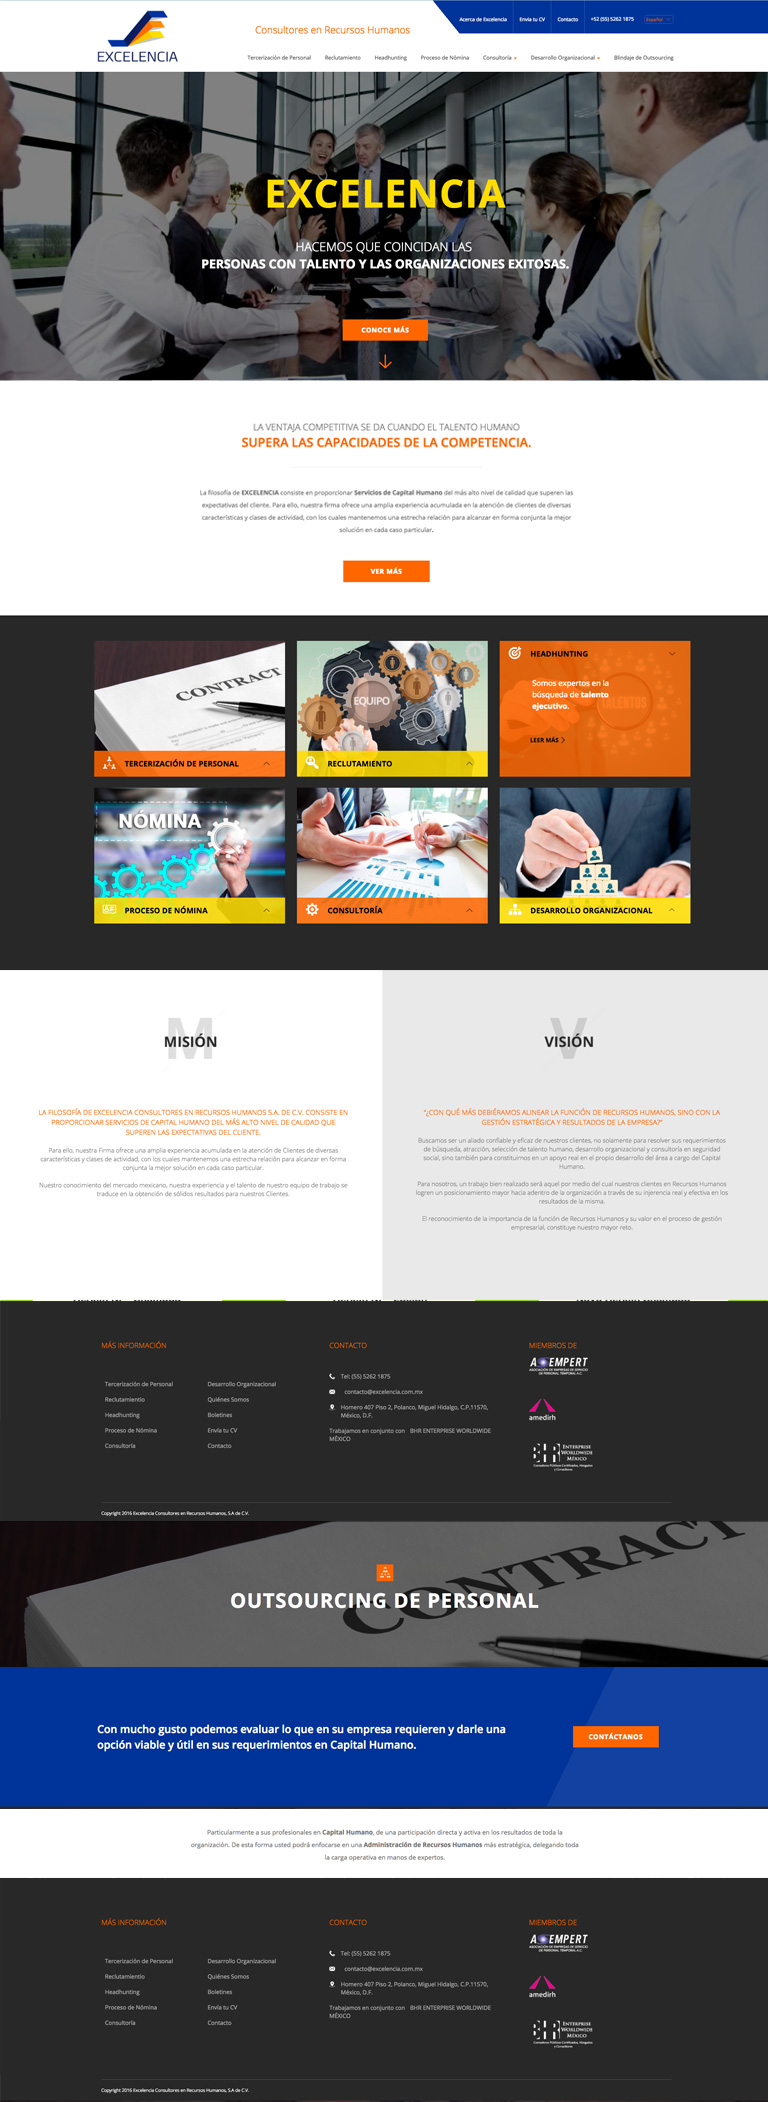 EXCELENCIA
Consultores en Recursos Humanos
Acerca de Excelencia
Envia tu CV
Contacto
+52 (55) 5262 1875
Español
Tercerización de Personal
Reclutamiento
Headhunting
Proceso de Nómina
Consultoría
Desarrollo Organizacional
Blindaje de Outsourcing
EXCELENCIA
HACEMOS QUE COINCIDAN LAS
PERSONAS CON TALENTO Y LAS ORGANIZACIONES EXITOSAS.
CONOCE MÁS
LA VENTAJA COMPETITIVA SE DA CUANDO EL TALENTO HUMANO
SUPERA LAS CAPACIDADES DE LA COMPETENCIA.
La filosofía de EXCELENCIA consiste en proporcionar Servicios de Capital Humano del más alto nivel de calidad que superen las
expectativas del cliente. Para ello, nuestra firma ofrece una amplia experiencia acumulada en la atención de clientes de diversas
características y clases de actividad, con los cuales mantenemos una estrecha relación para alcanzar en forma conjunta la mejor
solución en cada caso particular.
VER MÁS
CONTRACT
TERCERIZACIÓN DE PERSONAL
EQUIPO
RECLUTAMIENTO
HEADHUNTING
Somos expertos en la
búsqueda de talento
ejecutivo.
TALENTOS
LEER MÁS
NÓMINA
PROCESO DE NÓMINA
CONSULTORÍA
DESARROLLO ORGANIZACIONAL
M
MISIÓN
LA FILOSOFÍA DE EXCELENCIA CONSULTORES EN RECURSOS HUMANOS S.A. DE C.V. CONSISTE EN
PROPORCIONAR SERVICIOS DE CAPITAL HUMANO DEL MÁS ALTO NIVEL DE CALIDAD QUE
SUPEREN LAS EXPECTATIVAS DEL CLIENTE.
Para ello, nuestra Firma ofrece una amplia experiencia acumulada en la atención de Clientes de diversas
características y clases de actividad, con los cuales mantenemos una estrecha relación para alcanzar en forma
conjunta la mejor solución en cada caso particular.
Nuestro conocimiento del mercado mexicano, nuestra experiencia y el talento de nuestro equipo de trabajo se
traduce en la obtención de sólidos resultados para nuestros Clientes.
V
VISIÓN
"¿CON QUÉ MÁS DEBIÉRAMOS ALINEAR LA FUNCIÓN DE RECURSOS HUMANOS, SINO CON LA
GESTIÓN ESTRATÉGICA Y RESULTADOS DE LA EMPRESA?"
Buscamos ser un aliado confiable y eficaz de nuestros clientes, no solamente para resolver sus requerimientos
de búsqueda, atracción, selección de talento humano, desarrollo organizacional y consultoría en seguridad
social, sino también para constituirnos en un apoyo real en el propio desarrollo del área a cargo del Capital
Humano.
Para nosotros, un trabajo bien realizado será aquel por medio del cual nuestros clientes en Recursos Humanos
logren un posicionamiento mayor hacia adentro de la organización a través de su injerencia real y efectiva en los
resultados de la misma.
El reconocimiento de la importancia de la función de Recursos Humanos y su valor en el proceso de gestión
empresarial, constituye nuestro mayor reto.
MÁS INFORMACIÓN
Tercerización de Personal
Reclutamientio
Headhunting
Proceso de Nómina
Consultoría
Desarrollo Organizacional
Quiénes Somos
Boletines
Envía tu CV
Contacto
CONTACTO
Tel: (55) 5262 1875
contacto@excelencia.com.mx
Homero 407 Piso 2, Polanco, Miguel Hidalgo, C.P.11570,
México, D.F.
Trabajamos en conjunto con BHR ENTERPRISE WORLDWIDE
MÉXICO
MIEMBROS DE
AMEMPERT
ASOCIACIÓN DE EMPRESAS DE SERVICIO
DE PERSONAL TEMPORAL A.C.
amedirh
BHR ENTERPRISE
WORLDWIDE
MÉXICO
Contadores Públicos Certificados, Abogados
y Consultores
Copyright 2016 Excelencia Consultores en Recursos Humanos, S.A de C.V.
CONTRACT
OUTSOURCING DE PERSONAL
Con mucho gusto podemos evaluar lo que en su empresa requieren y darle una
opción viable y útil en sus requerimientos en Capital Humano.
CONTÁCTANOS
Particularmente a sus profesionales en Capital Humano, de una participación directa y activa en los resultados de toda la
organización. De esta forma usted podrá enfocarse en una Administración de Recursos Humanos más estratégica, delegando toda
la carga operativa en manos de expertos.
MÁS INFORMACIÓN
Tercerización de Personal
Reclutamientio
Headhunting
Proceso de Nómina
Consultoría
Desarrollo Organizacional
Quiénes Somos
Boletines
Envía tu CV
Contacto
CONTACTO
Tel: (55) 5262 1875
contacto@excelencia.com.mx
Homero 407 Piso 2, Polanco, Miguel Hidalgo, C.P.11570,
México, D.F.
Trabajamos en conjunto con BHR ENTERPRISE WORLDWIDE
MÉXICO
MIEMBROS DE
AMEMPERT
ASOCIACIÓN DE EMPRESAS DE SERVICIO
DE PERSONAL TEMPORAL A.C.
amedirh
BHR ENTERPRISE
WORLDWIDE
MÉXICO
Contadores Públicos Certificados, Abogados
y Consultores
Copyright 2016 Excelencia Consultores en Recursos Humanos, S.A de C.V.